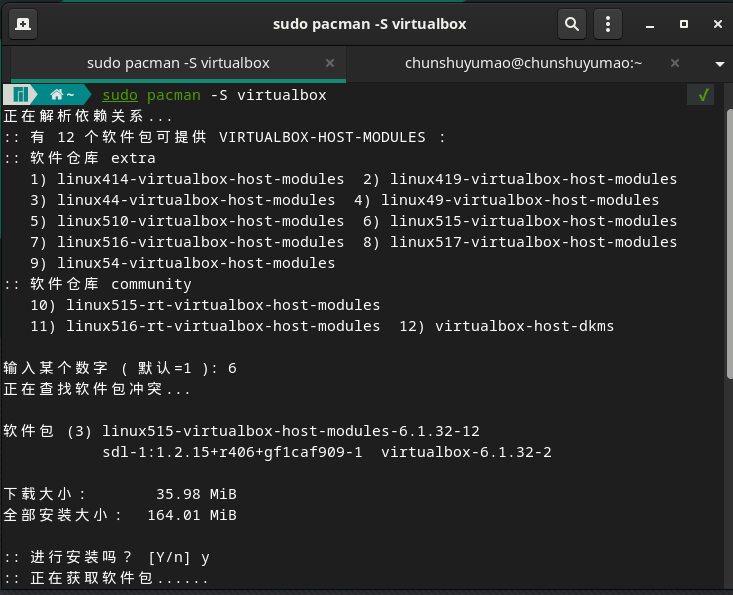 sudo pacman -S virtualbox
sudo pacman -S virtualbox
chunshuyumao@chunshuyumao:~
~ sudo pacman -S virtualbox ✓
正在解析依赖关系...
:: 有 12 个软件包可提供 VIRTUALBOX-HOST-MODULES :
:: 软件仓库 extra
1) linux414-virtualbox-host-modules 2) linux419-virtualbox-host-modules
3) linux44-virtualbox-host-modules 4) linux49-virtualbox-host-modules
5) linux510-virtualbox-host-modules 6) linux515-virtualbox-host-modules
7) linux516-virtualbox-host-modules 8) linux517-virtualbox-host-modules
9) linux54-virtualbox-host-modules
:: 软件仓库 community
10) linux515-rt-virtualbox-host-modules
11) linux516-rt-virtualbox-host-modules 12) virtualbox-host-dkms
输入某个数字 ( 默认=1 ): 6
正在查找软件包冲突...
软件包 (3) linux515-virtualbox-host-modules-6.1.32-12
sdl-1:1.2.15+r406+gf1caf909-1 virtualbox-6.1.32-2
下载大小: 35.98 MiB
全部安装大小: 164.01 MiB
:: 进行安装吗？ [Y/n] y
:: 正在获取软件包......